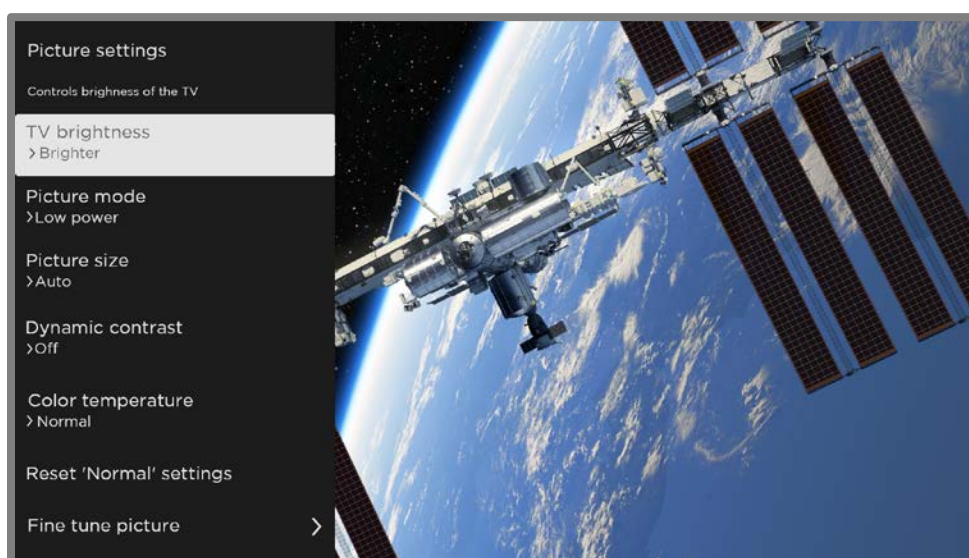 Picture settings
Controls brighness of the TV
TV brightness
>Brighter
Picture mode
>Low power
Picture size
>Auto
Dynamic contrast
>Off
Color temperature
>Normal
Reset 'Normal' settings
Fine tune picture >